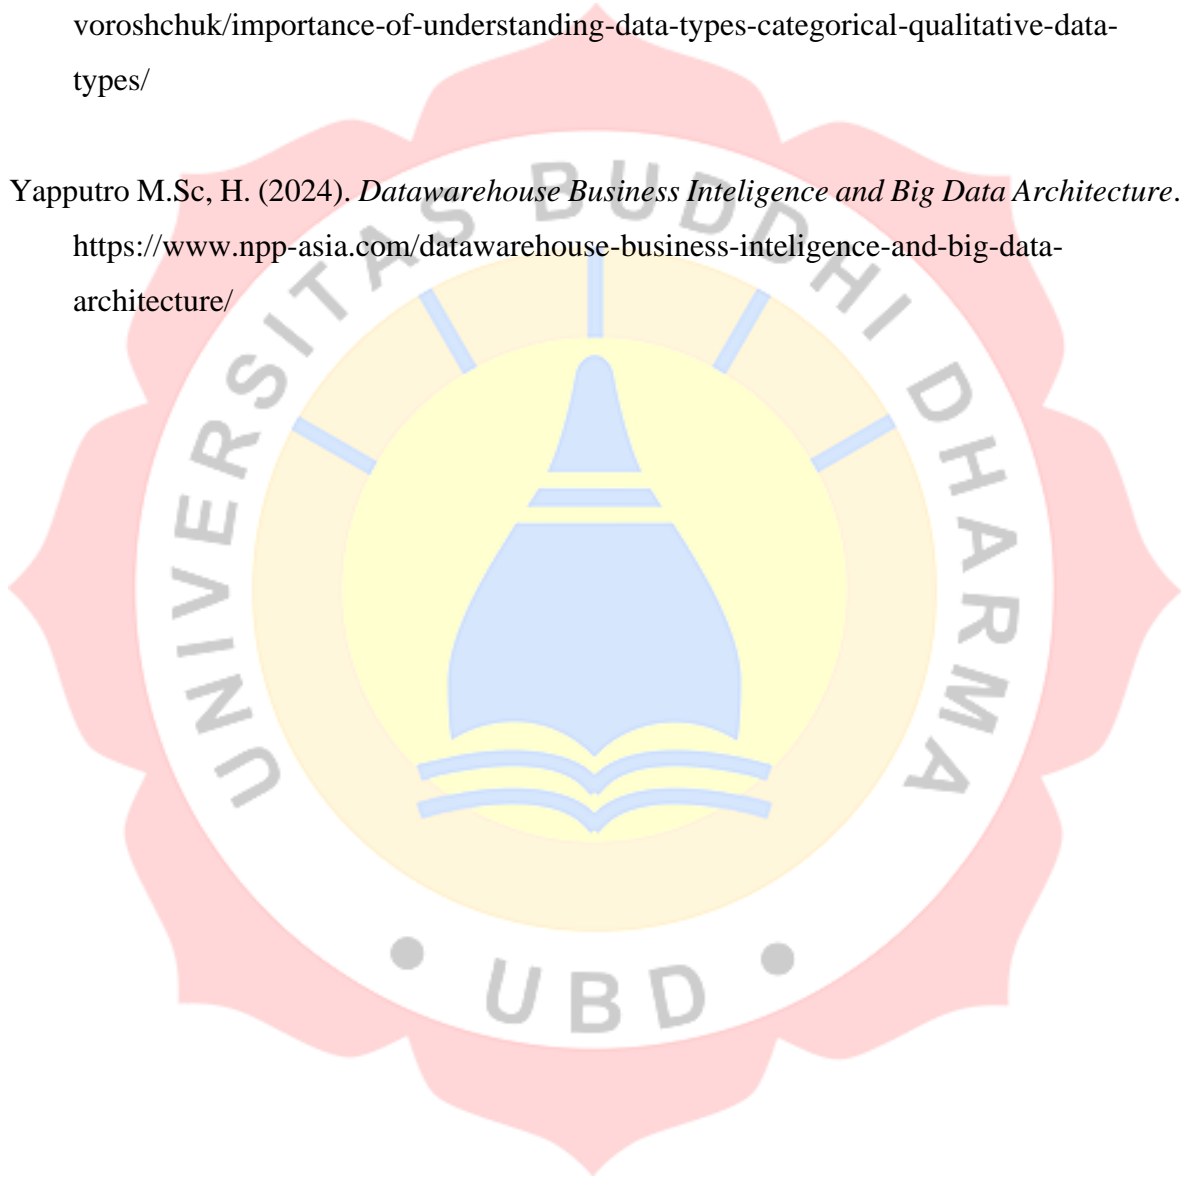 voroshchuk/importance-of-understanding-data-types-categorical-qualitative-data-
types/
Yapputro M.Sc, H. (2024). Datawarehouse Business Inteligence and Big Data Architecture.
https://www.npp-asia.com/datawarehouse-business-inteligence-and-big-data-
architecture/
UNIVERSITAS BUDDHI DHARMA
• UBD •